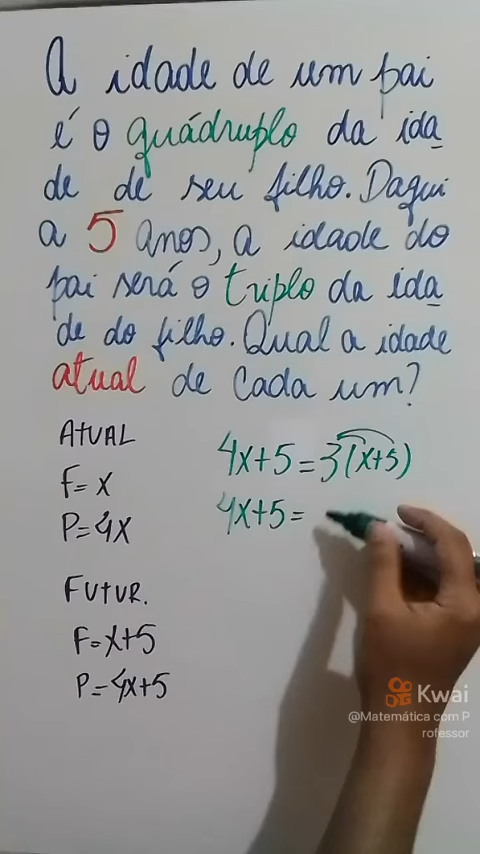 A idade de um pai
é o quádruplo da ida
de de seu filho. Daqui
a 5 anos, a idade do
pai será o triplo da ida
de do filho. Qual a idade
atual de cada um?
ATUAL
F= x
P= 4x
FUTUR.
F= x+5
P= 4x+5
4x+5 = 3(x+5)
4x+5 =
Kwai
@Matemática com P
rofessor